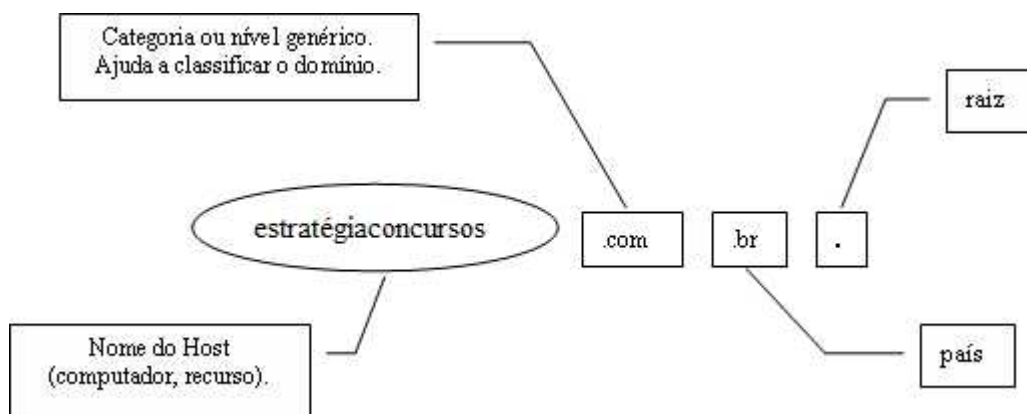 Categoria ou nível genérico.
Ajuda a classificar o domínio.
raiz
estratégiaconcursos
.com
.br
.
Nome do Host
(computador, recurso).
país